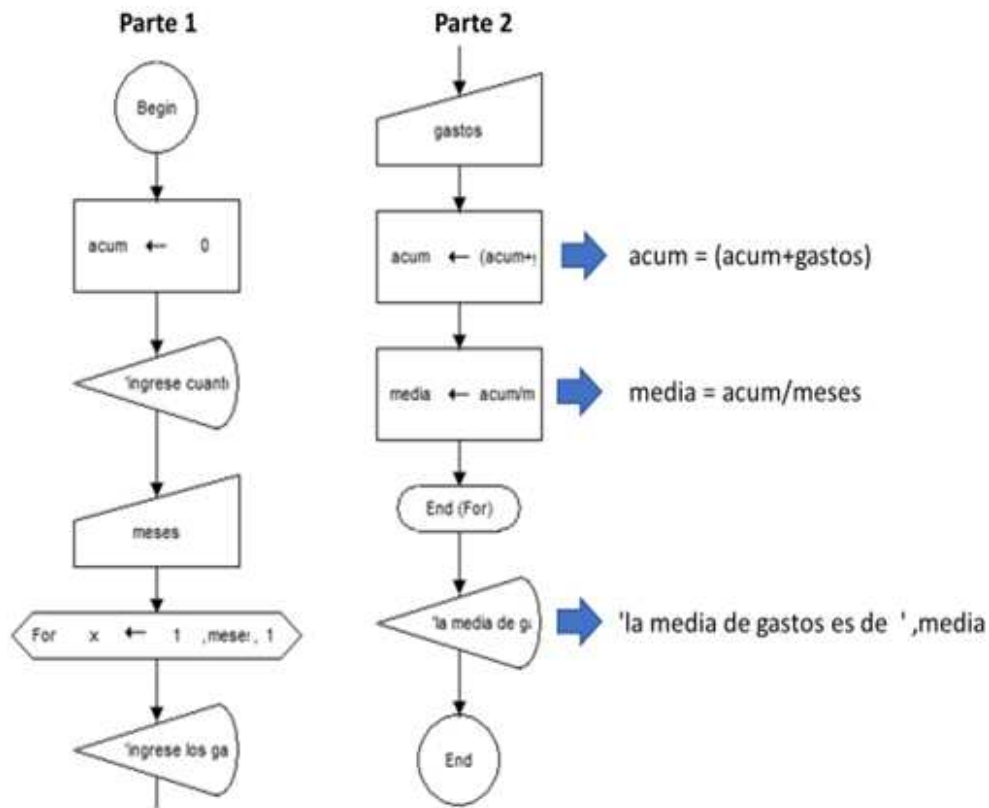 Parte 1
Begin
acum ← 0
'ingrese cuant
meses
For x ← 1 ,meses, 1
'ingrese los ga
Parte 2
gastos
acum ← (acum+
acum = (acum+gastos)
media ← acum/m
media = acum/meses
End (For)
'la media de ga
'la media de gastos es de ' ,media
End